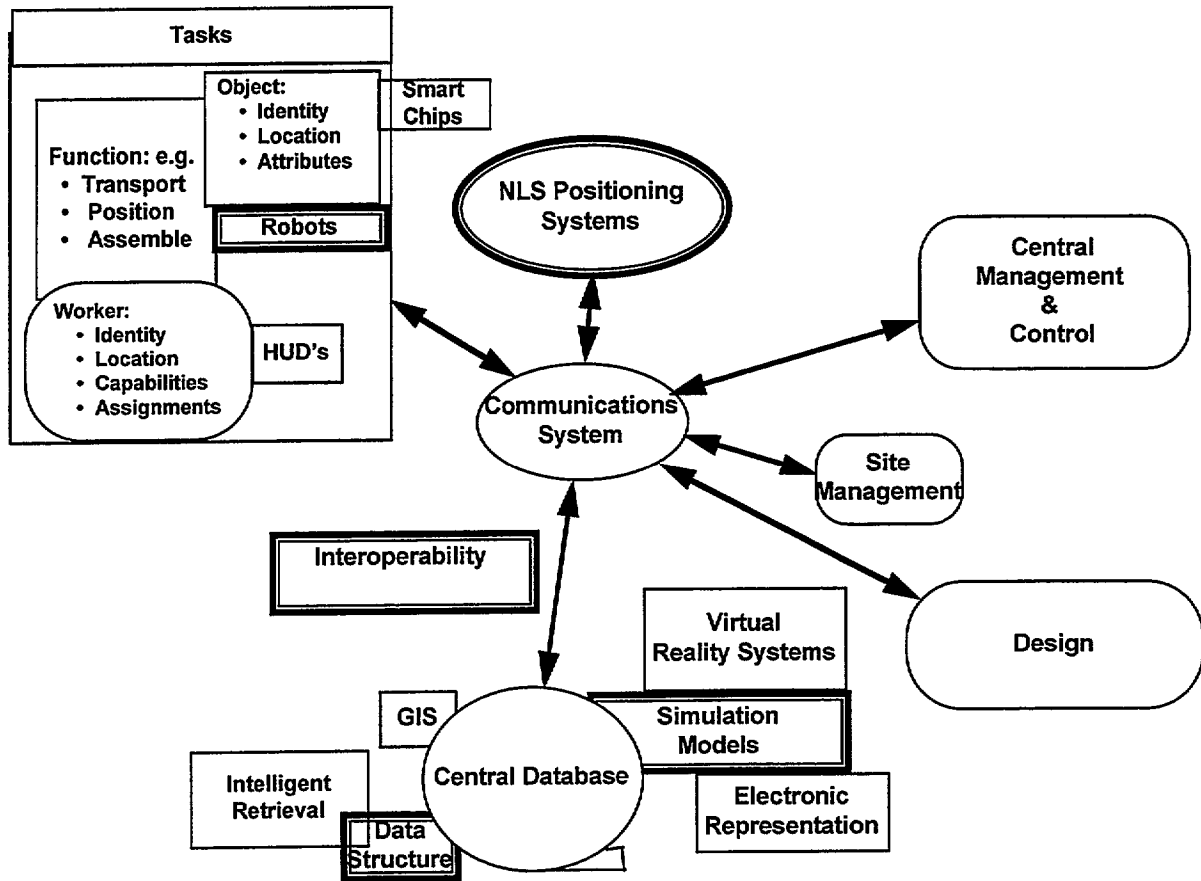 Tasks
Object:
• Identity
• Location
• Attributes
Smart
Chips
Function: e.g.
• Transport
• Position
• Assemble
Robots
Worker:
• Identity
• Location
• Capabilities
• Assignments
HUD's
NLS Positioning
Systems
Central
Management
&
Control
Communications
System
Site
Management
Interoperability
Design
Virtual
Reality Systems
GIS
Simulation
Models
Central Database
Intelligent
Retrieval
Electronic
Representation
Data
Structure